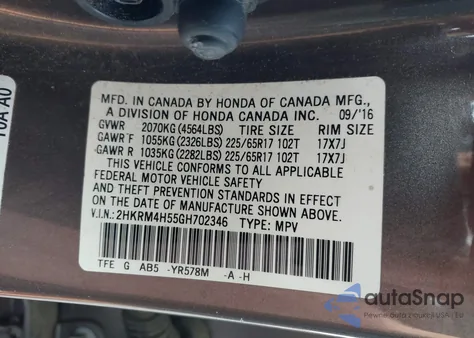 MFD. IN CANADA BY HONDA OF CANADA MFG.,
A DIVISION OF HONDA CANADA INC. 09/'16
GVWR 2070KG (4564LBS) TIRE SIZE RIM SIZE
GAWR F 1055KG (2326LBS) 225/65R17 102T 17X7J
GAWR R 1035KG (2282LBS) 225/65R17 102T 17X7J
THIS VEHICLE CONFORMS TO ALL APPLICABLE
FEDERAL MOTOR VEHICLE SAFETY
AND THEFT PREVENTION STANDARDS IN EFFECT
ON THE DATE OF MANUFACTURE SHOWN ABOVE.
V.I.N.: 2HKRM4H55GH702346 TYPE: MPV
TFE G AB5 -YR578M -A -H
10A A0
autoSnap